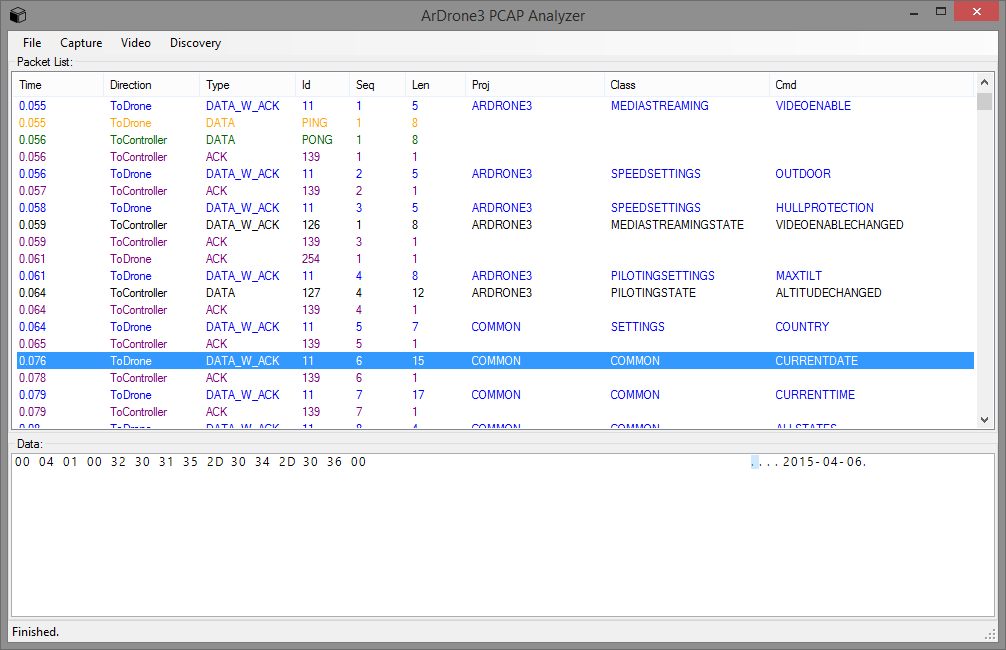 ArDrone3 PCAP Analyzer
File Capture Video Discovery
Packet List:
Time Direction Type Id Seq Len Proj Class Cmd
0.055 ToDrone DATA_W_ACK 11 1 5 ARDRONE3 MEDIASTREAMING VIDEOENABLE
0.055 ToDrone DATA PING 1 8
0.056 ToController DATA PONG 1 8
0.056 ToController ACK 139 1 1
0.056 ToDrone DATA_W_ACK 11 2 5 ARDRONE3 SPEEDSETTINGS OUTDOOR
0.057 ToController ACK 139 2 1
0.058 ToDrone DATA_W_ACK 11 3 5 ARDRONE3 SPEEDSETTINGS HULLPROTECTION
0.059 ToController DATA_W_ACK 126 1 8 ARDRONE3 MEDIASTREAMINGSTATE VIDEOENABLECHANGED
0.059 ToController ACK 139 3 1
0.061 ToDrone ACK 254 1 1
0.061 ToDrone DATA_W_ACK 11 4 8 ARDRONE3 PILOTINGSETTINGS MAXTILT
0.064 ToController DATA 127 4 12 ARDRONE3 PILOTINGSTATE ALTITUDECHANGED
0.064 ToController ACK 139 4 1
0.064 ToDrone DATA_W_ACK 11 5 7 COMMON SETTINGS COUNTRY
0.065 ToController ACK 139 5 1
0.076 ToDrone DATA_W_ACK 11 6 15 COMMON COMMON CURRENTDATE
0.078 ToController ACK 139 6 1
0.079 ToDrone DATA_W_ACK 11 7 17 COMMON COMMON CURRENTTIME
0.079 ToController ACK 139 7 1
0.08 ToDrone DATA_W_ACK 11 8 4 COMMON COMMON ALLSTATES
Data:
00 04 01 00 32 30 31 35 2D 30 34 2D 30 36 00 ....2015-04-06.
Finished.